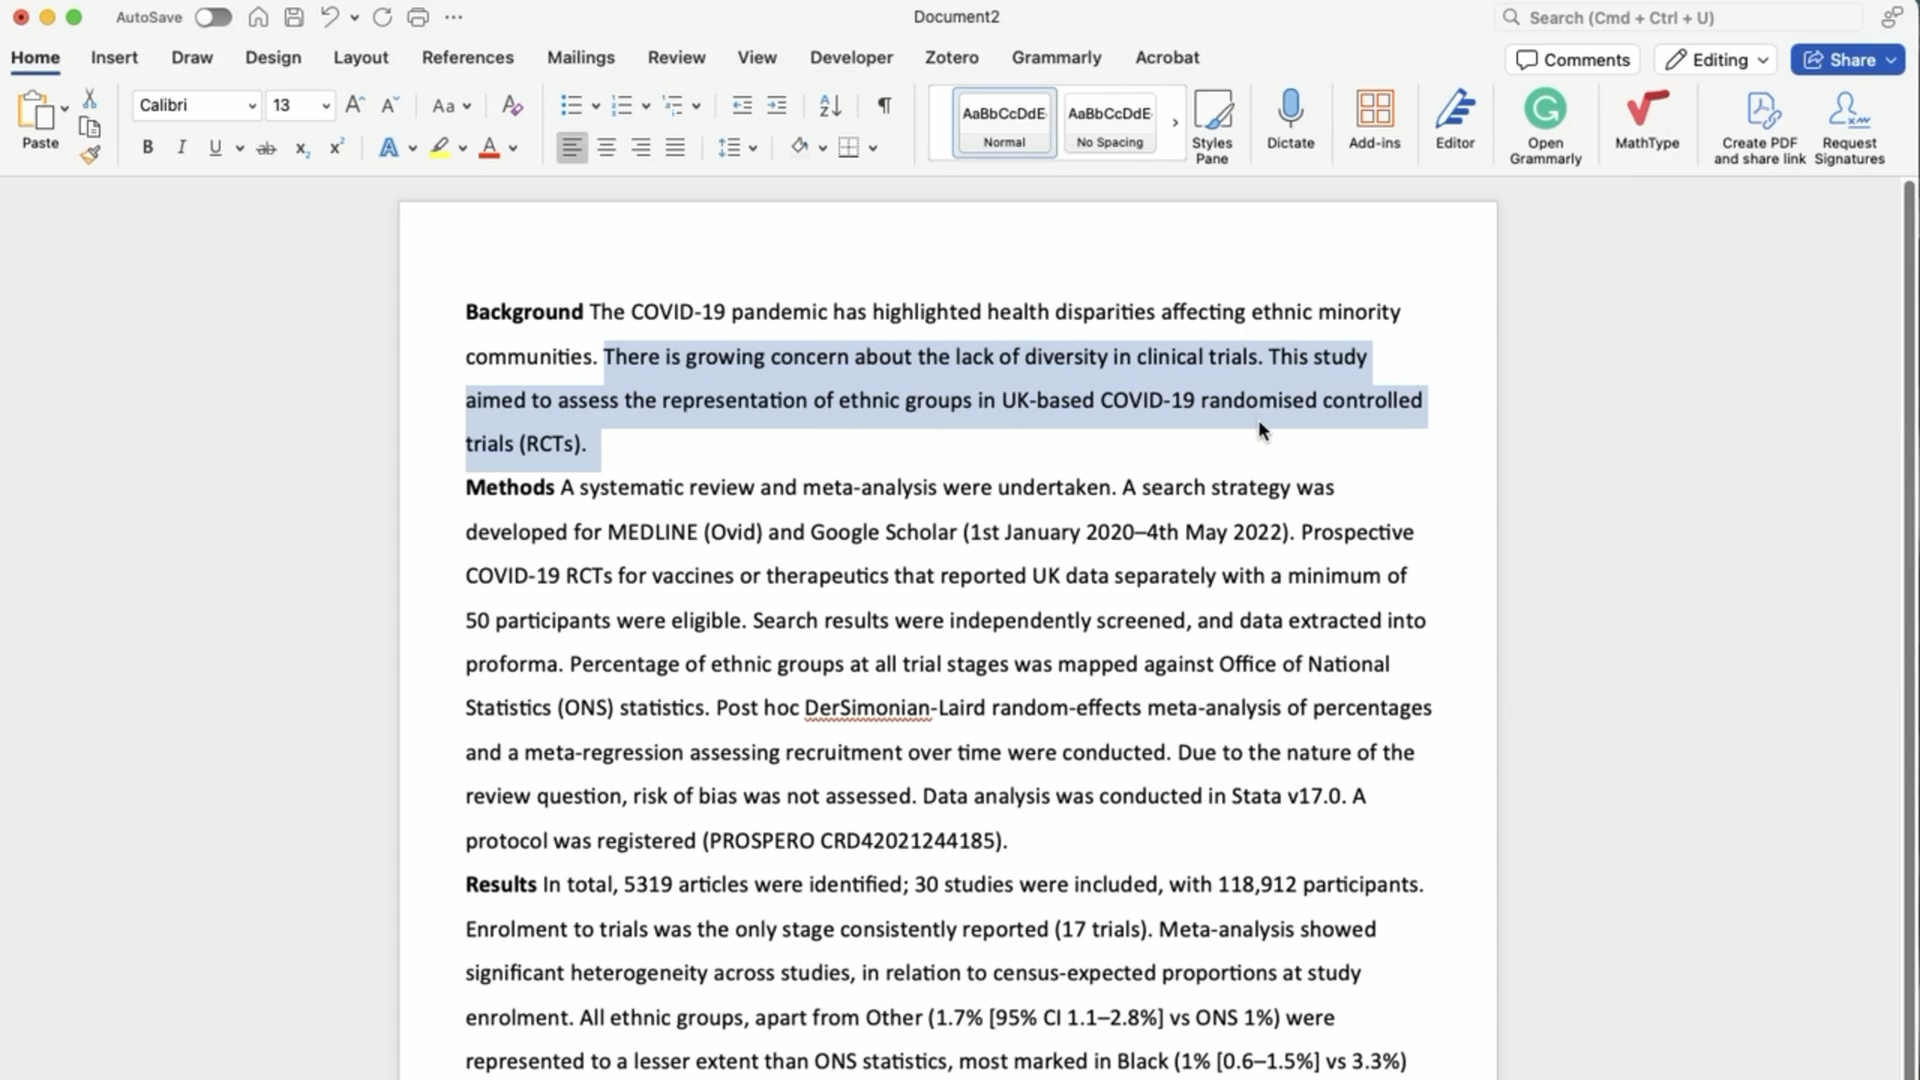 AutoSave
Document2
Search (Cmd + Ctrl + U)
Home Insert Draw Design Layout References Mailings Review View Developer Zotero Grammarly Acrobat
Comments Editing Share
Paste
Calibri 13
Aa
AaBbCcDdE AaBbCcDdE
Normal No Spacing
Styles Pane
Dictate
Add-ins
Editor
Open Grammarly
MathType
Create PDF and share link
Request Signatures
Background The COVID-19 pandemic has highlighted health disparities affecting ethnic minority
communities. There is growing concern about the lack of diversity in clinical trials. This study
aimed to assess the representation of ethnic groups in UK-based COVID-19 randomised controlled
trials (RCTs).
Methods A systematic review and meta-analysis were undertaken. A search strategy was
developed for MEDLINE (Ovid) and Google Scholar (1st January 2020–4th May 2022). Prospective
COVID-19 RCTs for vaccines or therapeutics that reported UK data separately with a minimum of
50 participants were eligible. Search results were independently screened, and data extracted into
proforma. Percentage of ethnic groups at all trial stages was mapped against Office of National
Statistics (ONS) statistics. Post hoc DerSimonian-Laird random-effects meta-analysis of percentages
and a meta-regression assessing recruitment over time were conducted. Due to the nature of the
review question, risk of bias was not assessed. Data analysis was conducted in Stata v17.0. A
protocol was registered (PROSPERO CRD42021244185).
Results In total, 5319 articles were identified; 30 studies were included, with 118,912 participants.
Enrolment to trials was the only stage consistently reported (17 trials). Meta-analysis showed
significant heterogeneity across studies, in relation to census-expected proportions at study
enrolment. All ethnic groups, apart from Other (1.7% [95% CI 1.1–2.8%] vs ONS 1%) were
represented to a lesser extent than ONS statistics, most marked in Black (1% [0.6–1.5%] vs 3.3%)